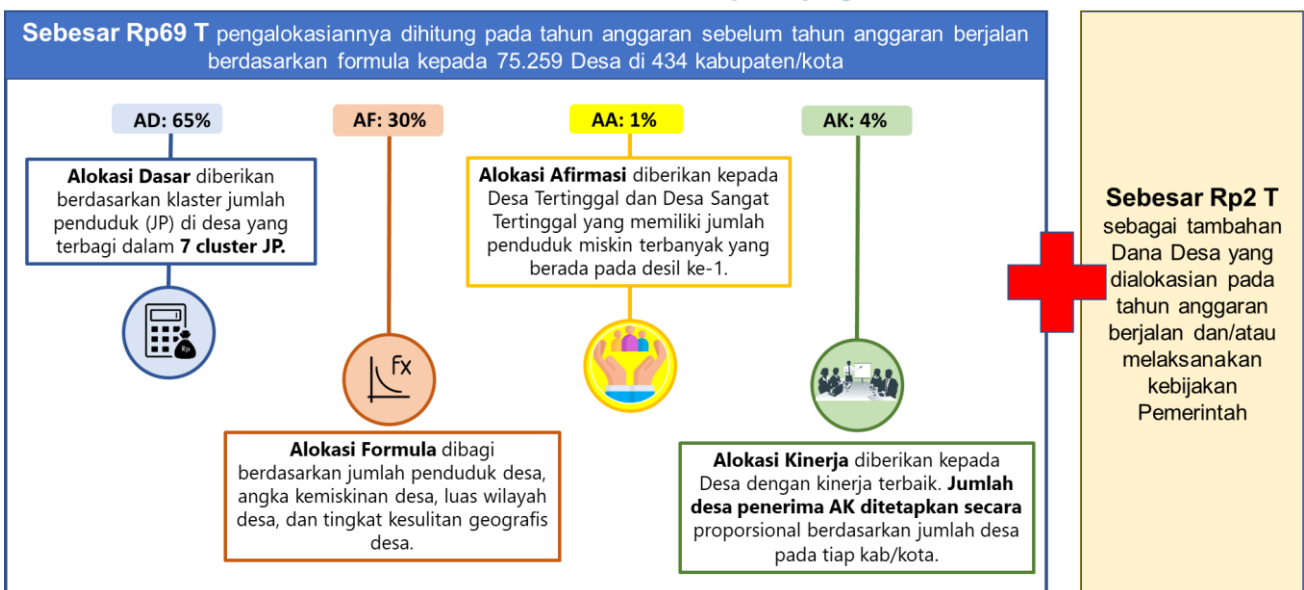 Sebesar Rp69 T pengalokasiannya dihitung pada tahun anggaran sebelum tahun anggaran berjalan
berdasarkan formula kepada 75.259 Desa di 434 kabupaten/kota
AD: 65%
Alokasi Dasar diberikan
berdasarkan klaster jumlah
penduduk (JP) di desa yang
terbagi dalam 7 cluster JP.
Rp
AF: 30%
Fx
Alokasi Formula dibagi
berdasarkan jumlah penduduk desa,
angka kemiskinan desa, luas wilayah
desa, dan tingkat kesulitan geografis
desa.
AA: 1%
Alokasi Afirmasi diberikan kepada
Desa Tertinggal dan Desa Sangat
Tertinggal yang memiliki jumlah
penduduk miskin terbanyak yang
berada pada desil ke-1.
AK: 4%
Alokasi Kinerja diberikan kepada
Desa dengan kinerja terbaik. Jumlah
desa penerima AK ditetapkan secara
proporsional berdasarkan jumlah desa
pada tiap kab/kota.
Sebesar Rp2 T
sebagai tambahan
Dana Desa yang
dialokasian pada
tahun anggaran
berjalan dan/atau
melaksanakan
kebijakan
Pemerintah